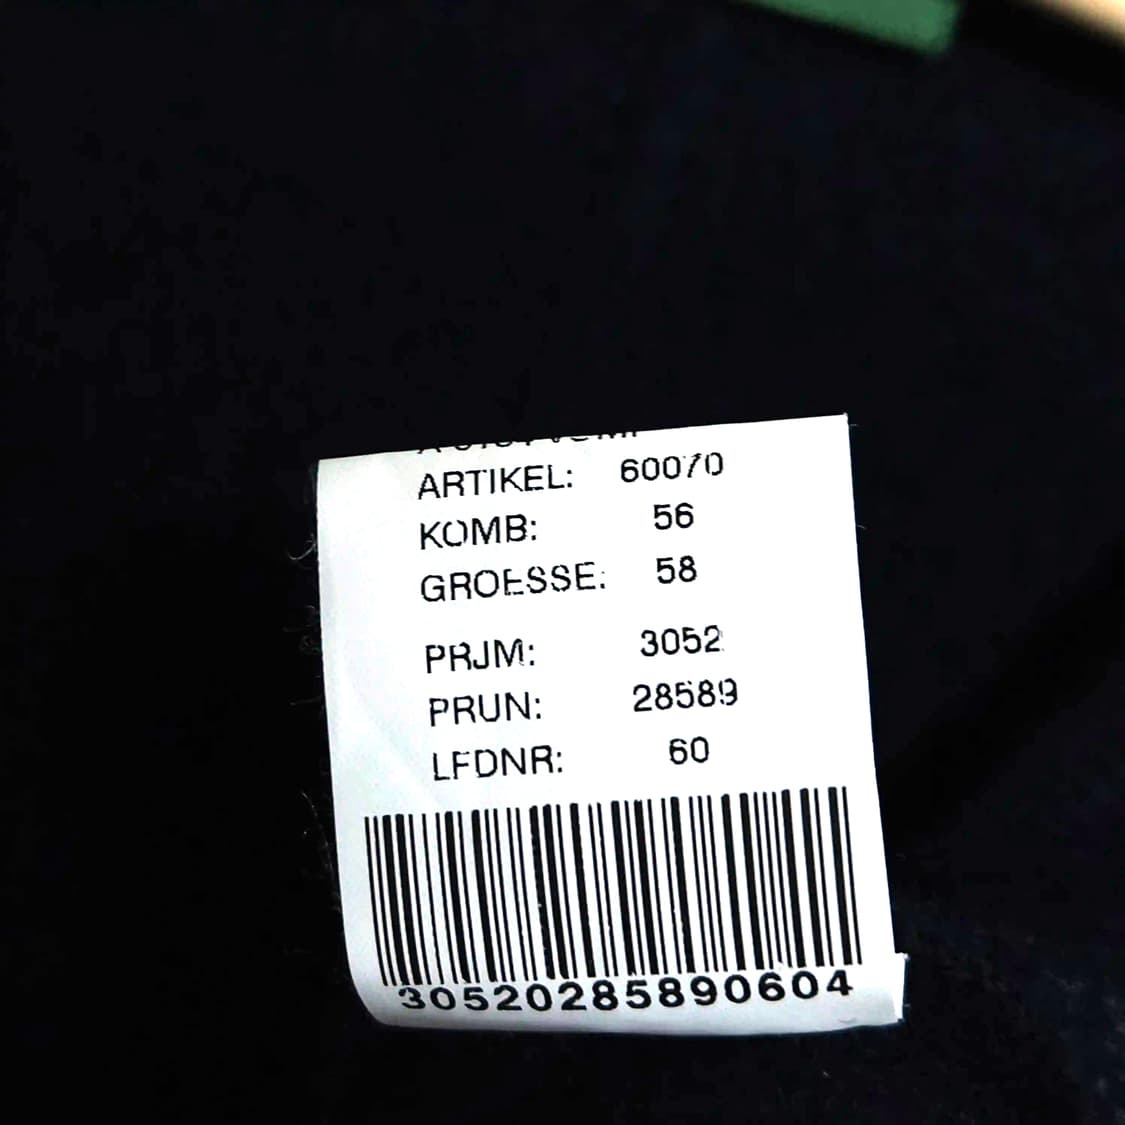 ARTIKEL: 60070
KOMB: 56
GROESSE: 58
PRJM: 3052
PRUN: 28589
LFDNR: 60
30520285890604